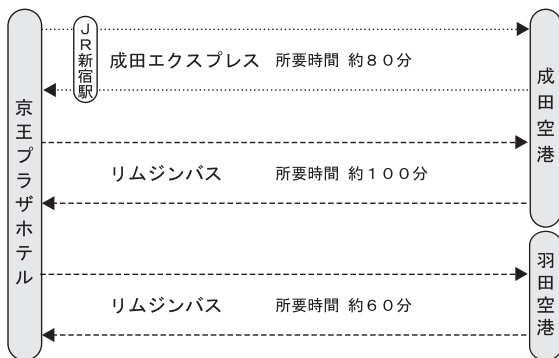 京王プラザホテル
JR新宿駅
成田エクスプレス 所要時間 約80分
リムジンバス 所要時間 約100分
リムジンバス 所要時間 約60分
成田空港
羽田空港